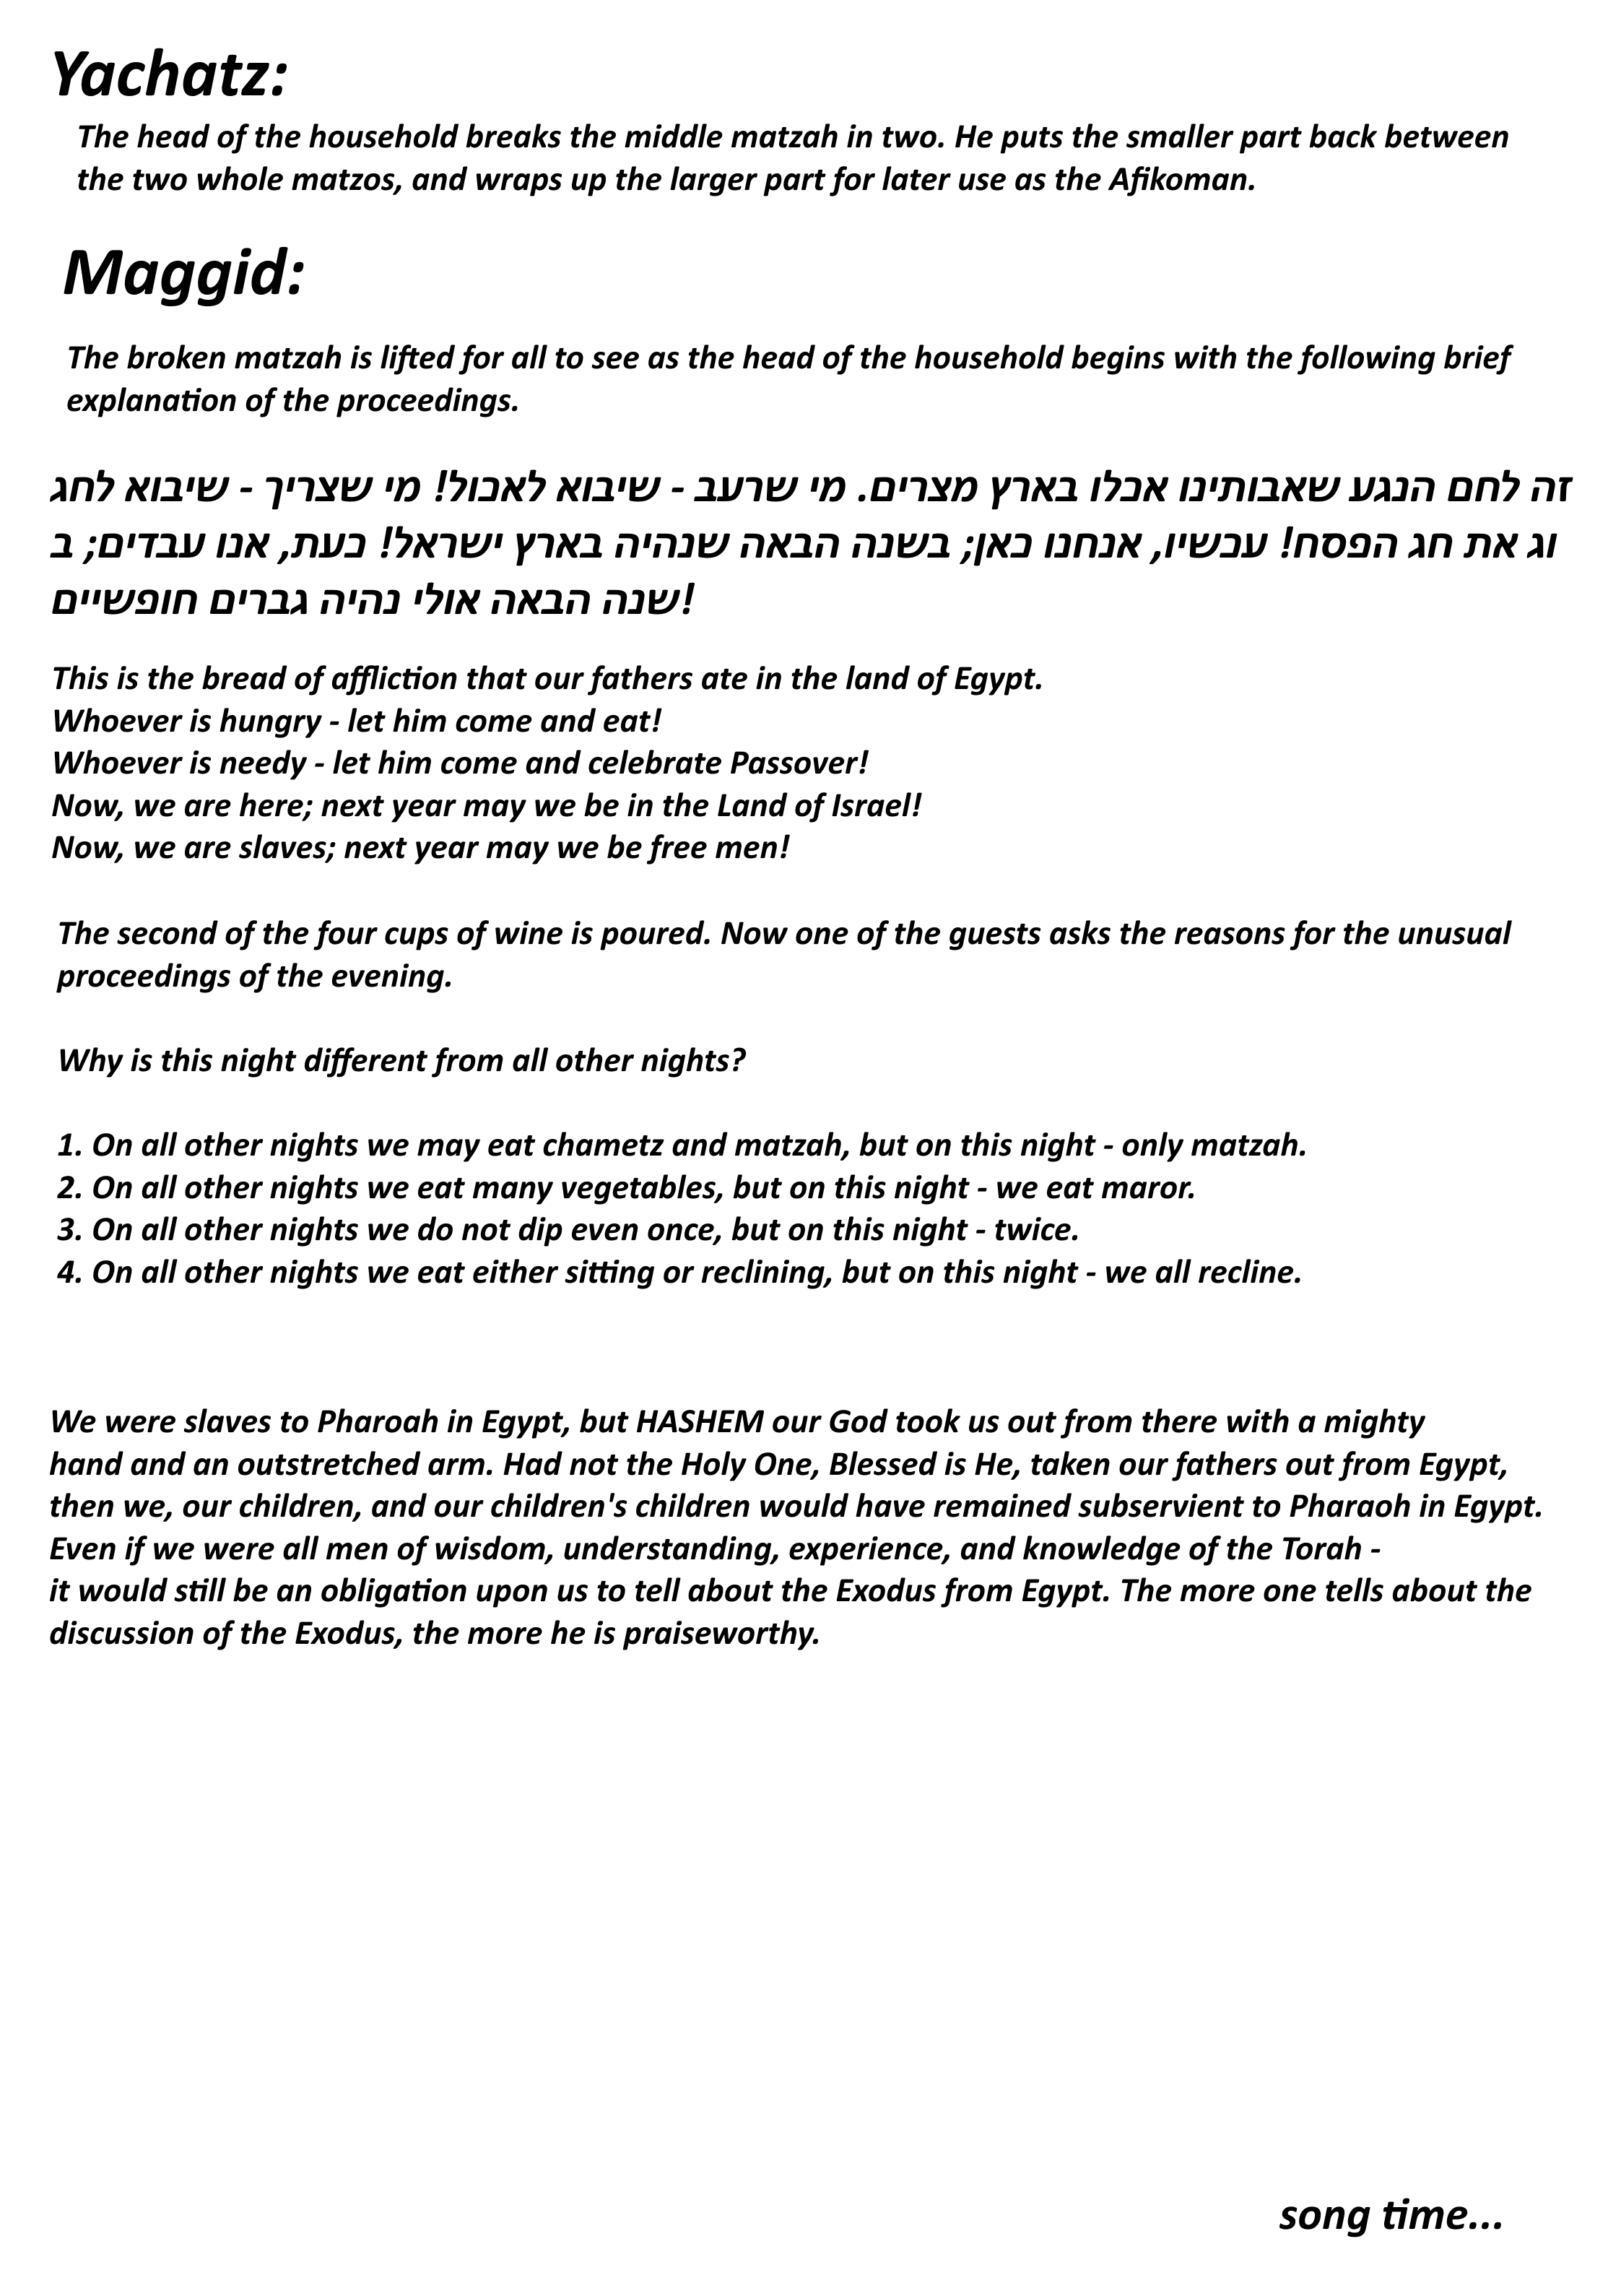 Yachatz:
The head of the household breaks the middle matzah in two. He puts the smaller part back between
the two whole matzos, and wraps up the larger part for later use as the Afikoman.
Maggid:
The broken matzah is lifted for all to see as the head of the household begins with the following brief
explanation of the proceedings.
זה לחם הנגע שאבותינו אכלו בארץ מצרים. מי שרעב - שיבוא לאכול! מי שצריך - שיבוא לחג
וג את חג הפסח! עכשיו, אנחנו כאן; בשנה הבאה שנהיה בארץ ישראל! כעת, אנו עבדים; ב
שנה הבאה אולי נהיה גברים חופשיים!
This is the bread of affliction that our fathers ate in the land of Egypt.
Whoever is hungry - let him come and eat!
Whoever is needy - let him come and celebrate Passover!
Now, we are here; next year may we be in the Land of Israel!
Now, we are slaves; next year may we be free men!
The second of the four cups of wine is poured. Now one of the guests asks the reasons for the unusual
proceedings of the evening.
Why is this night different from all other nights?
1. On all other nights we may eat chametz and matzah, but on this night - only matzah.
2. On all other nights we eat many vegetables, but on this night - we eat maror.
3. On all other nights we do not dip even once, but on this night - twice.
4. On all other nights we eat either sitting or reclining, but on this night - we all recline.
We were slaves to Pharoah in Egypt, but HASHEM our God took us out from there with a mighty
hand and an outstretched arm. Had not the Holy One, Blessed is He, taken our fathers out from Egypt,
then we, our children, and our children's children would have remained subservient to Pharaoh in Egypt.
Even if we were all men of wisdom, understanding, experience, and knowledge of the Torah -
it would still be an obligation upon us to tell about the Exodus from Egypt. The more one tells about the
discussion of the Exodus, the more he is praiseworthy.
song time...